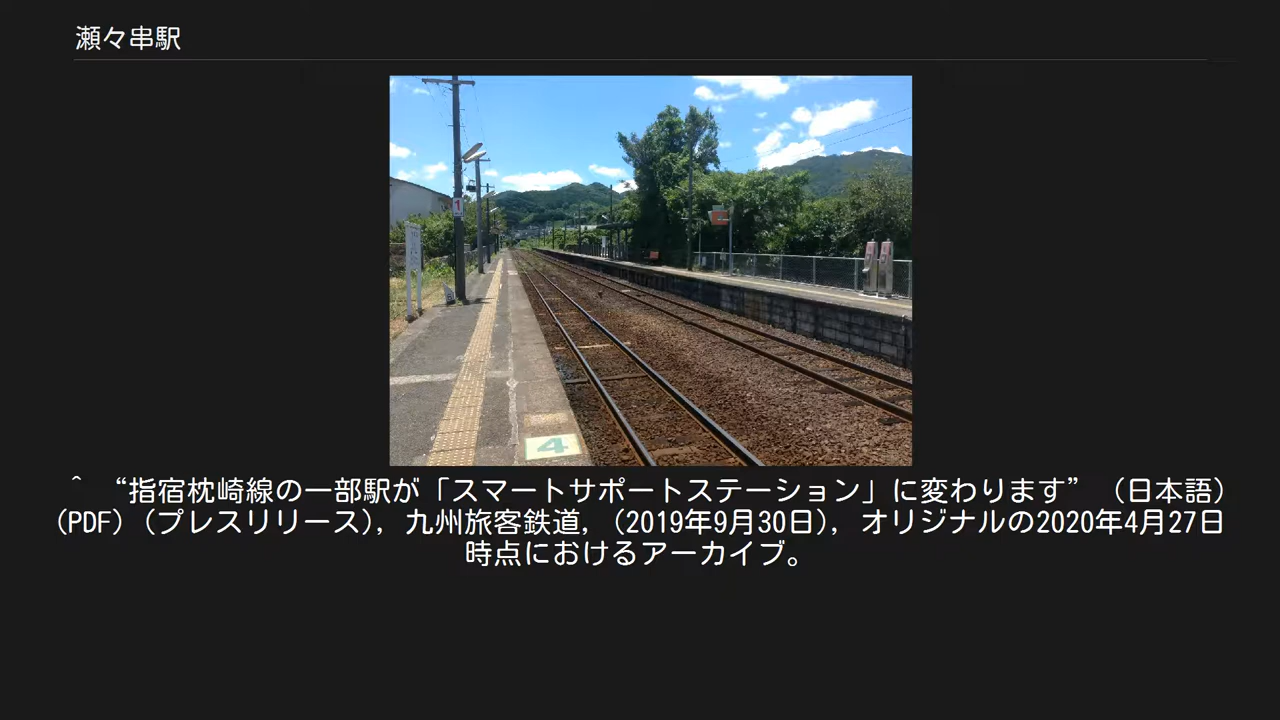 瀬々串駅
1
4
^ “指宿枕崎線の一部駅が「スマートサポートステーション」に変わります” （日本語）
(PDF)（プレスリリース), 九州旅客鉄道, (2019年9月30日), オリジナルの2020年4月27日
時点におけるアーカイブ。